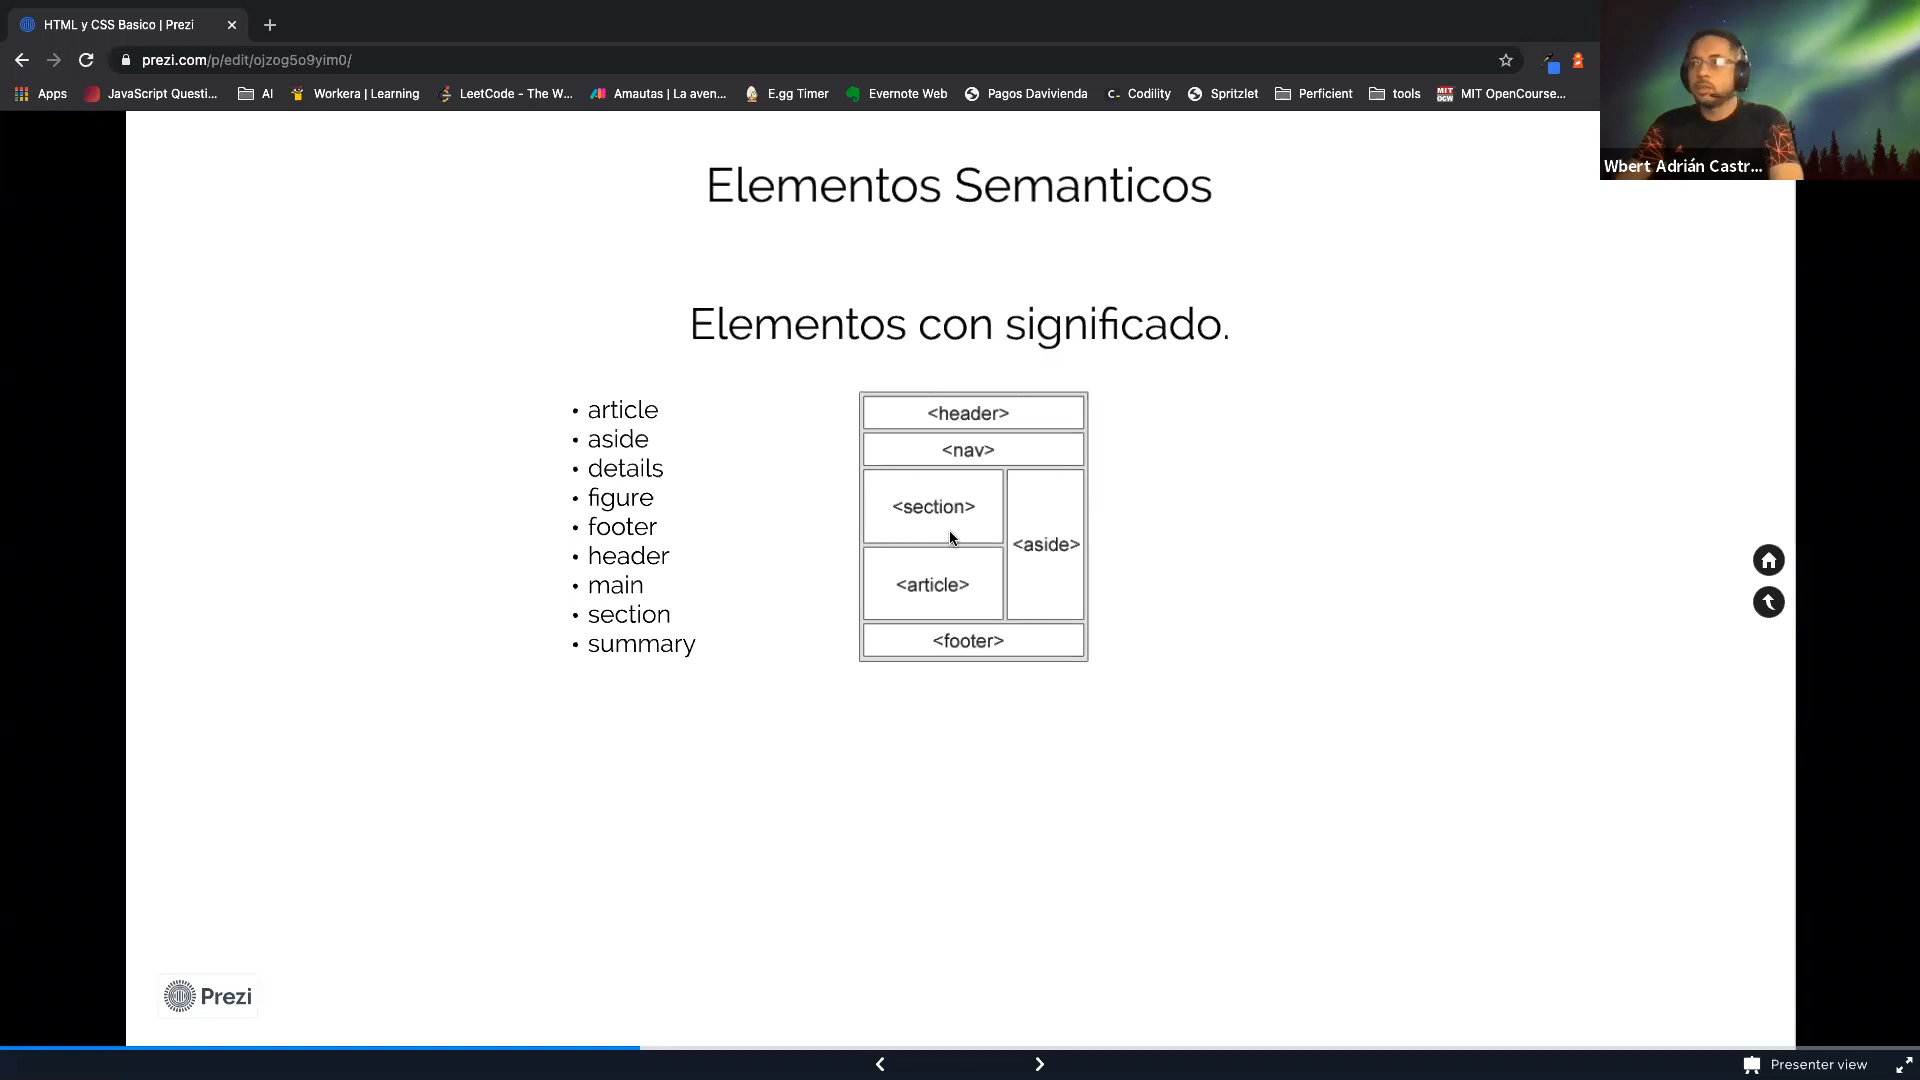 HTML y CSS Basico | Prezi
prezi.com/p/edit/ojzog5o9yim0/
Apps
JavaScript Questi...
AI
Workera | Learning
LeetCode - The W...
Amautas | La aven...
E.gg Timer
Evernote Web
Pagos Davivienda
Codility
Spritzlet
Perficient
tools
MIT OpenCourse...
Wbert Adrián Castr...
Elementos Semanticos
Elementos con significado.
• article
• aside
• details
• figure
• footer
• header
• main
• section
• summary
<header>
<nav>
<section>
<aside>
<article>
<footer>
Prezi
Presenter view